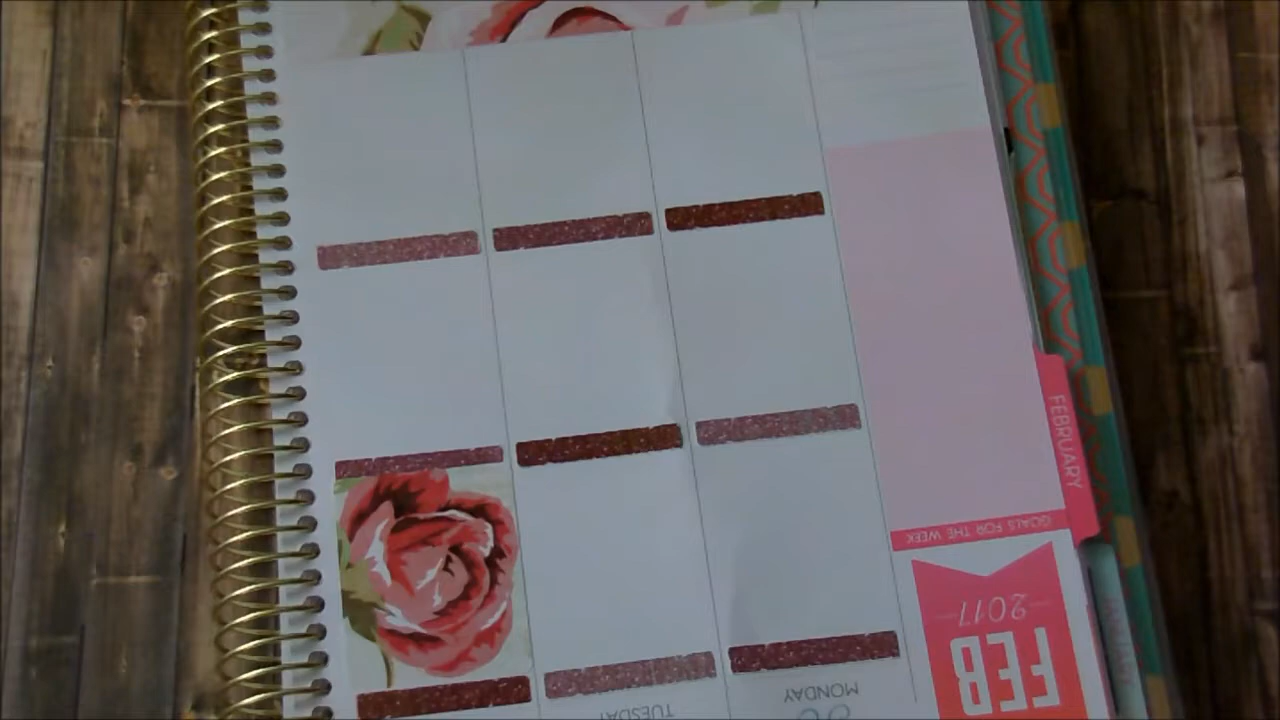 FEB
2017
GOALS FOR THE WEEK
MONDAY
TUESDAY
FEBRUARY